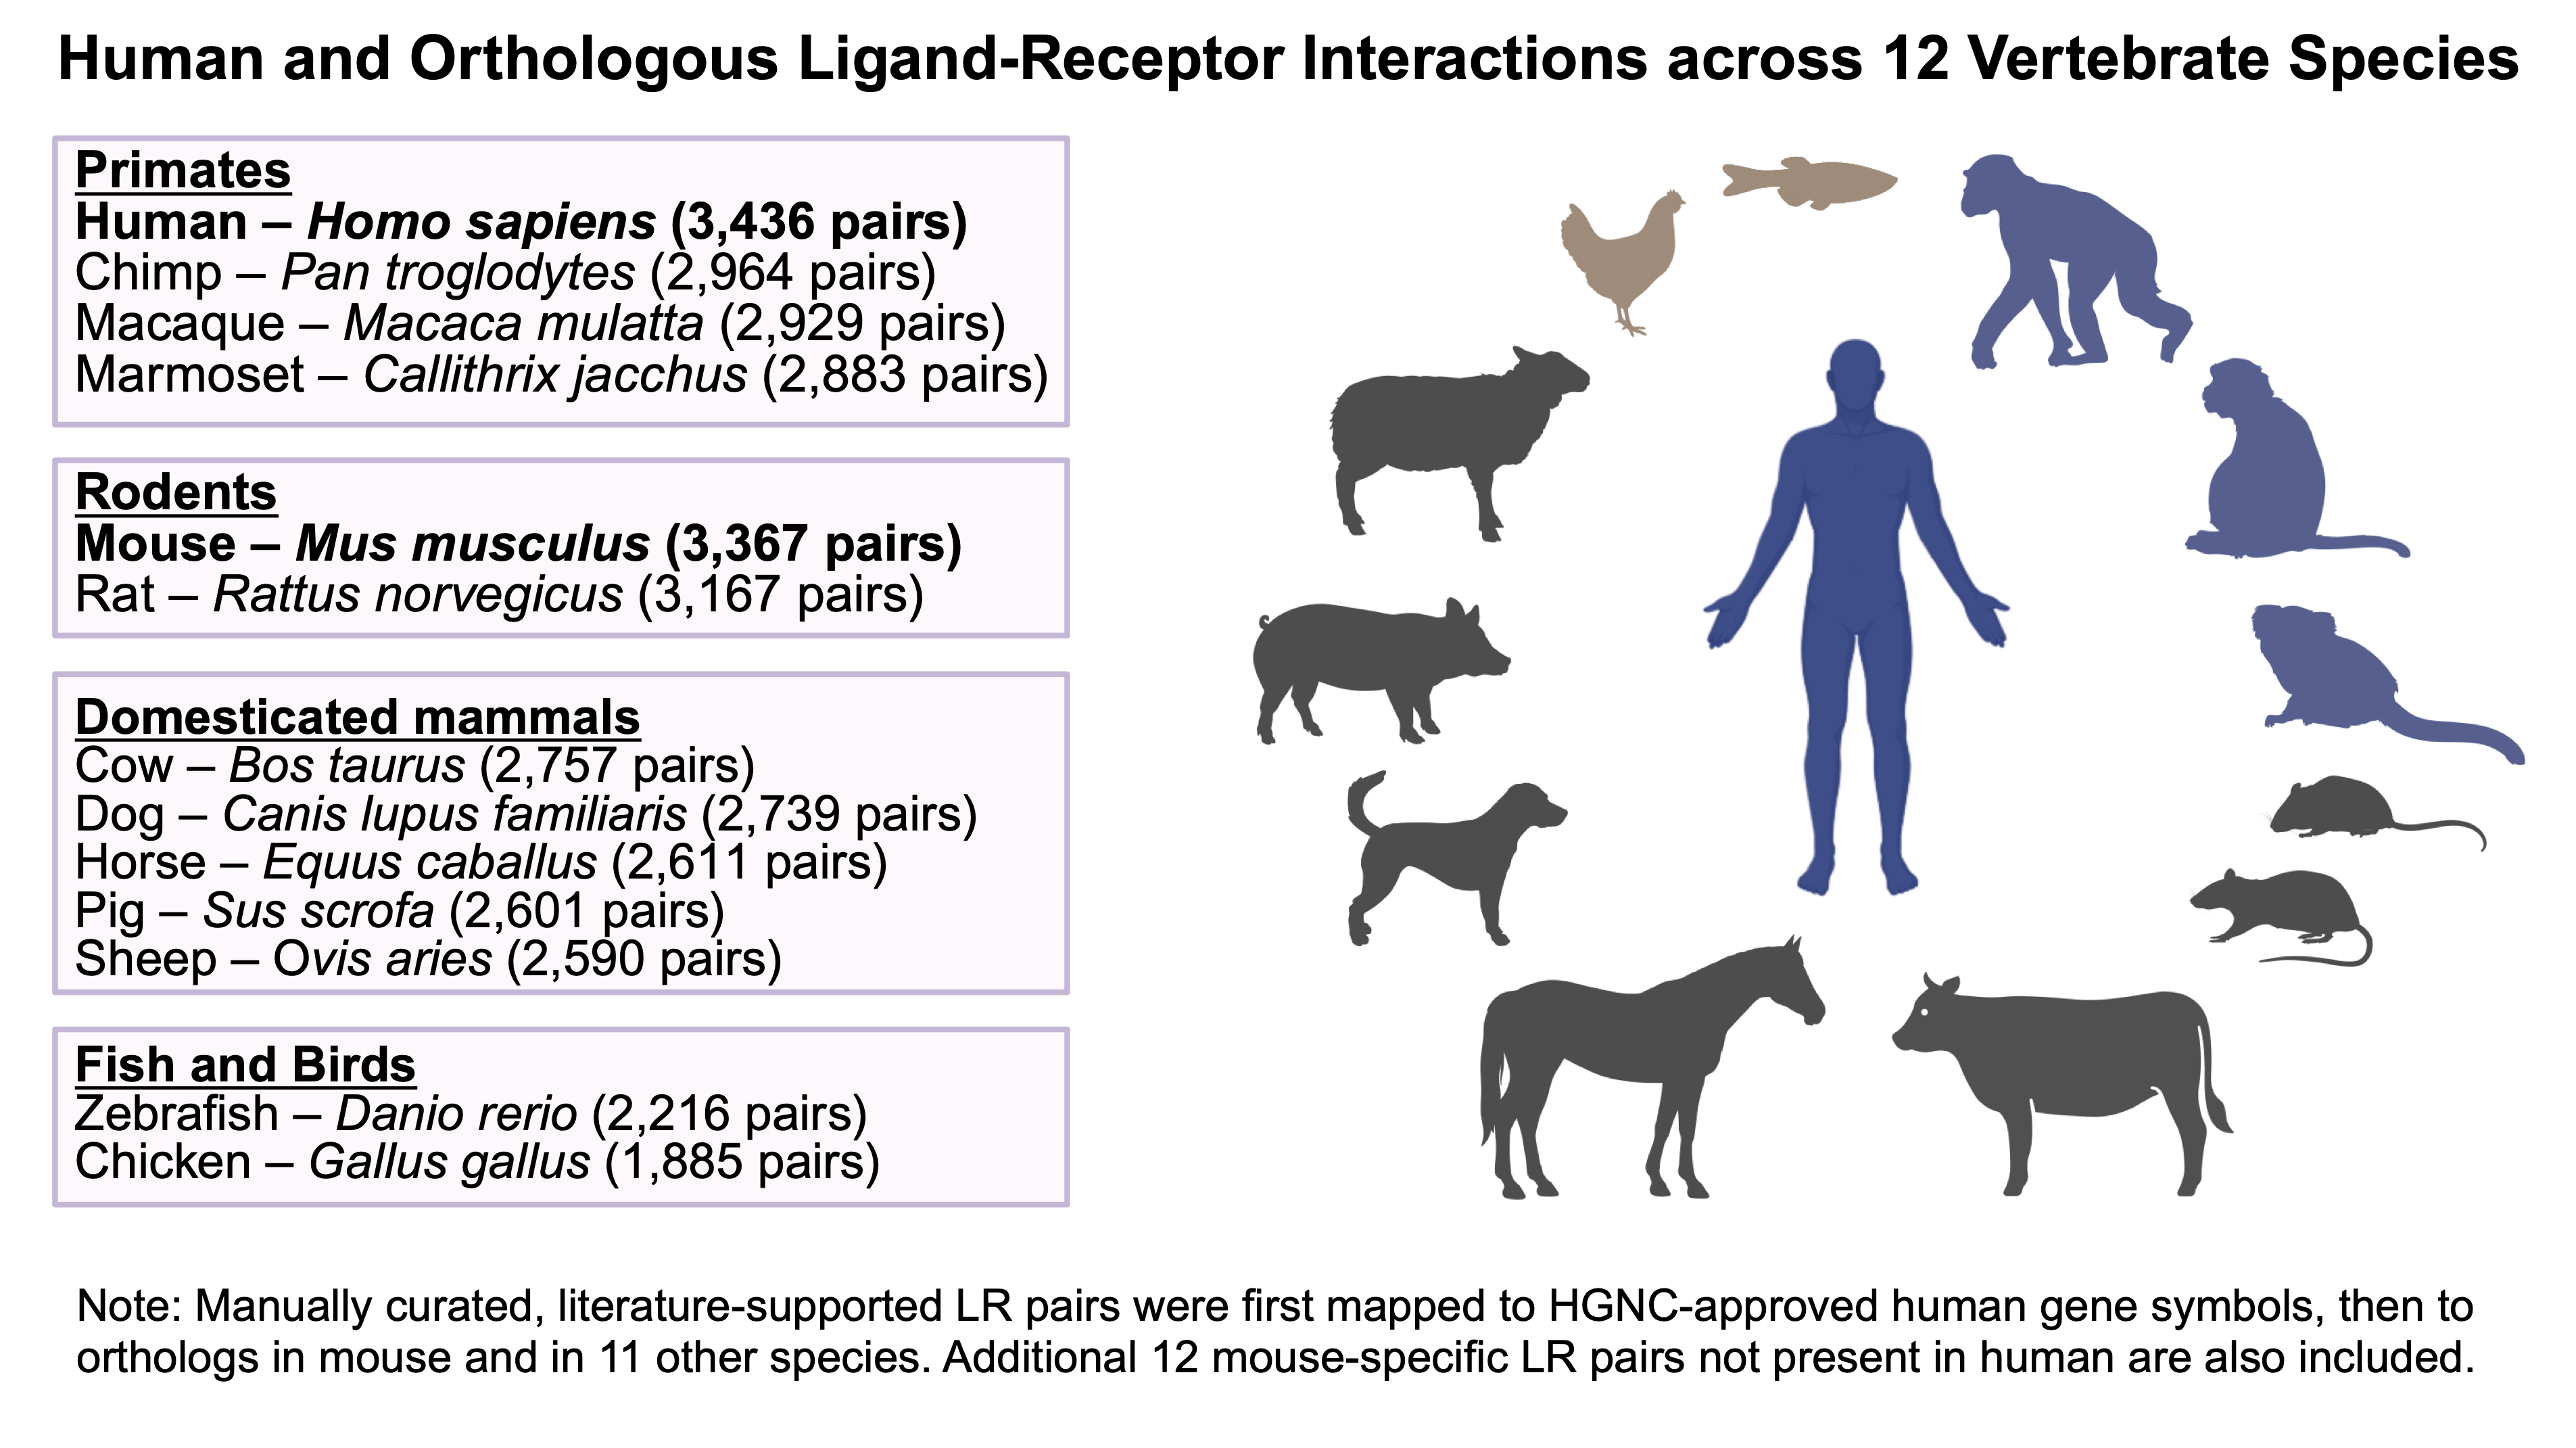 Human and Orthologous Ligand-Receptor Interactions across 12 Vertebrate Species
Primates
Human – Homo sapiens (3,436 pairs)
Chimp – Pan troglodytes (2,964 pairs)
Macaque – Macaca mulatta (2,929 pairs)
Marmoset – Callithrix jacchus (2,883 pairs)
Rodents
Mouse – Mus musculus (3,367 pairs)
Rat – Rattus norvegicus (3,167 pairs)
Domesticated mammals
Cow – Bos taurus (2,757 pairs)
Dog – Canis lupus familiaris (2,739 pairs)
Horse – Equus caballus (2,611 pairs)
Pig – Sus scrofa (2,601 pairs)
Sheep – Ovis aries (2,590 pairs)
Fish and Birds
Zebrafish – Danio rerio (2,216 pairs)
Chicken – Gallus gallus (1,885 pairs)
Note: Manually curated, literature-supported LR pairs were first mapped to HGNC-approved human gene symbols, then to
orthologs in mouse and in 11 other species. Additional 12 mouse-specific LR pairs not present in human are also included.